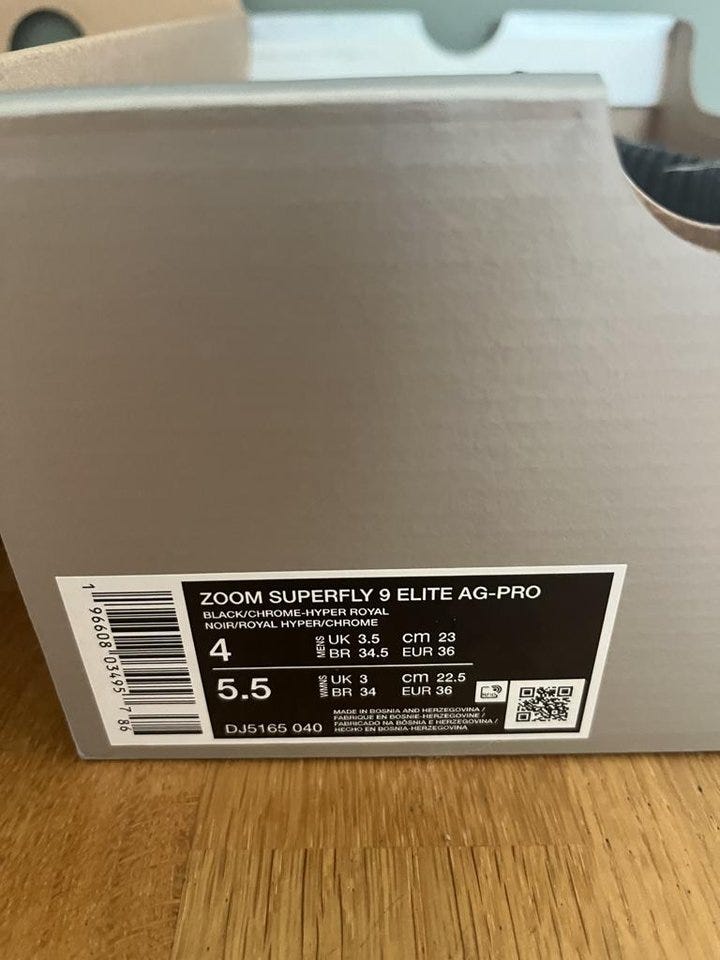 ZOOM SUPERFLY 9 ELITE AG-PRO
BLACK/CHROME-HYPER ROYAL
NOIR/ROYAL HYPER/CHROME
4 MENS UK 3.5 cm 23
BR 34.5 EUR 36
5.5 WMNS UK 3 cm 22.5
BR 34 EUR 36
DJ5165 040
MADE IN BOSNIA AND HERZEGOVINA /
FABRIQUE EN BOSNIE-HERZEGOVINE /
FABRICADO NA BÓSNIA E HERZEGOVINA /
HECHO EN BOSNIA-HERZEGOVINA
1 96608 03495 7 86